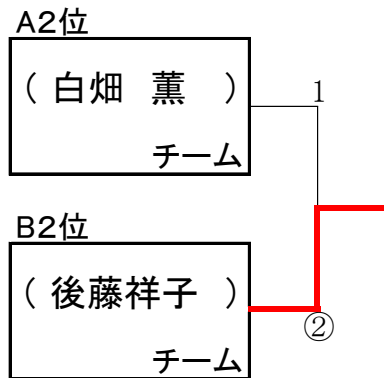 A2位
（ 白畑　薫　）
チーム
1
B2位
（ 後藤祥子　）
チーム
②